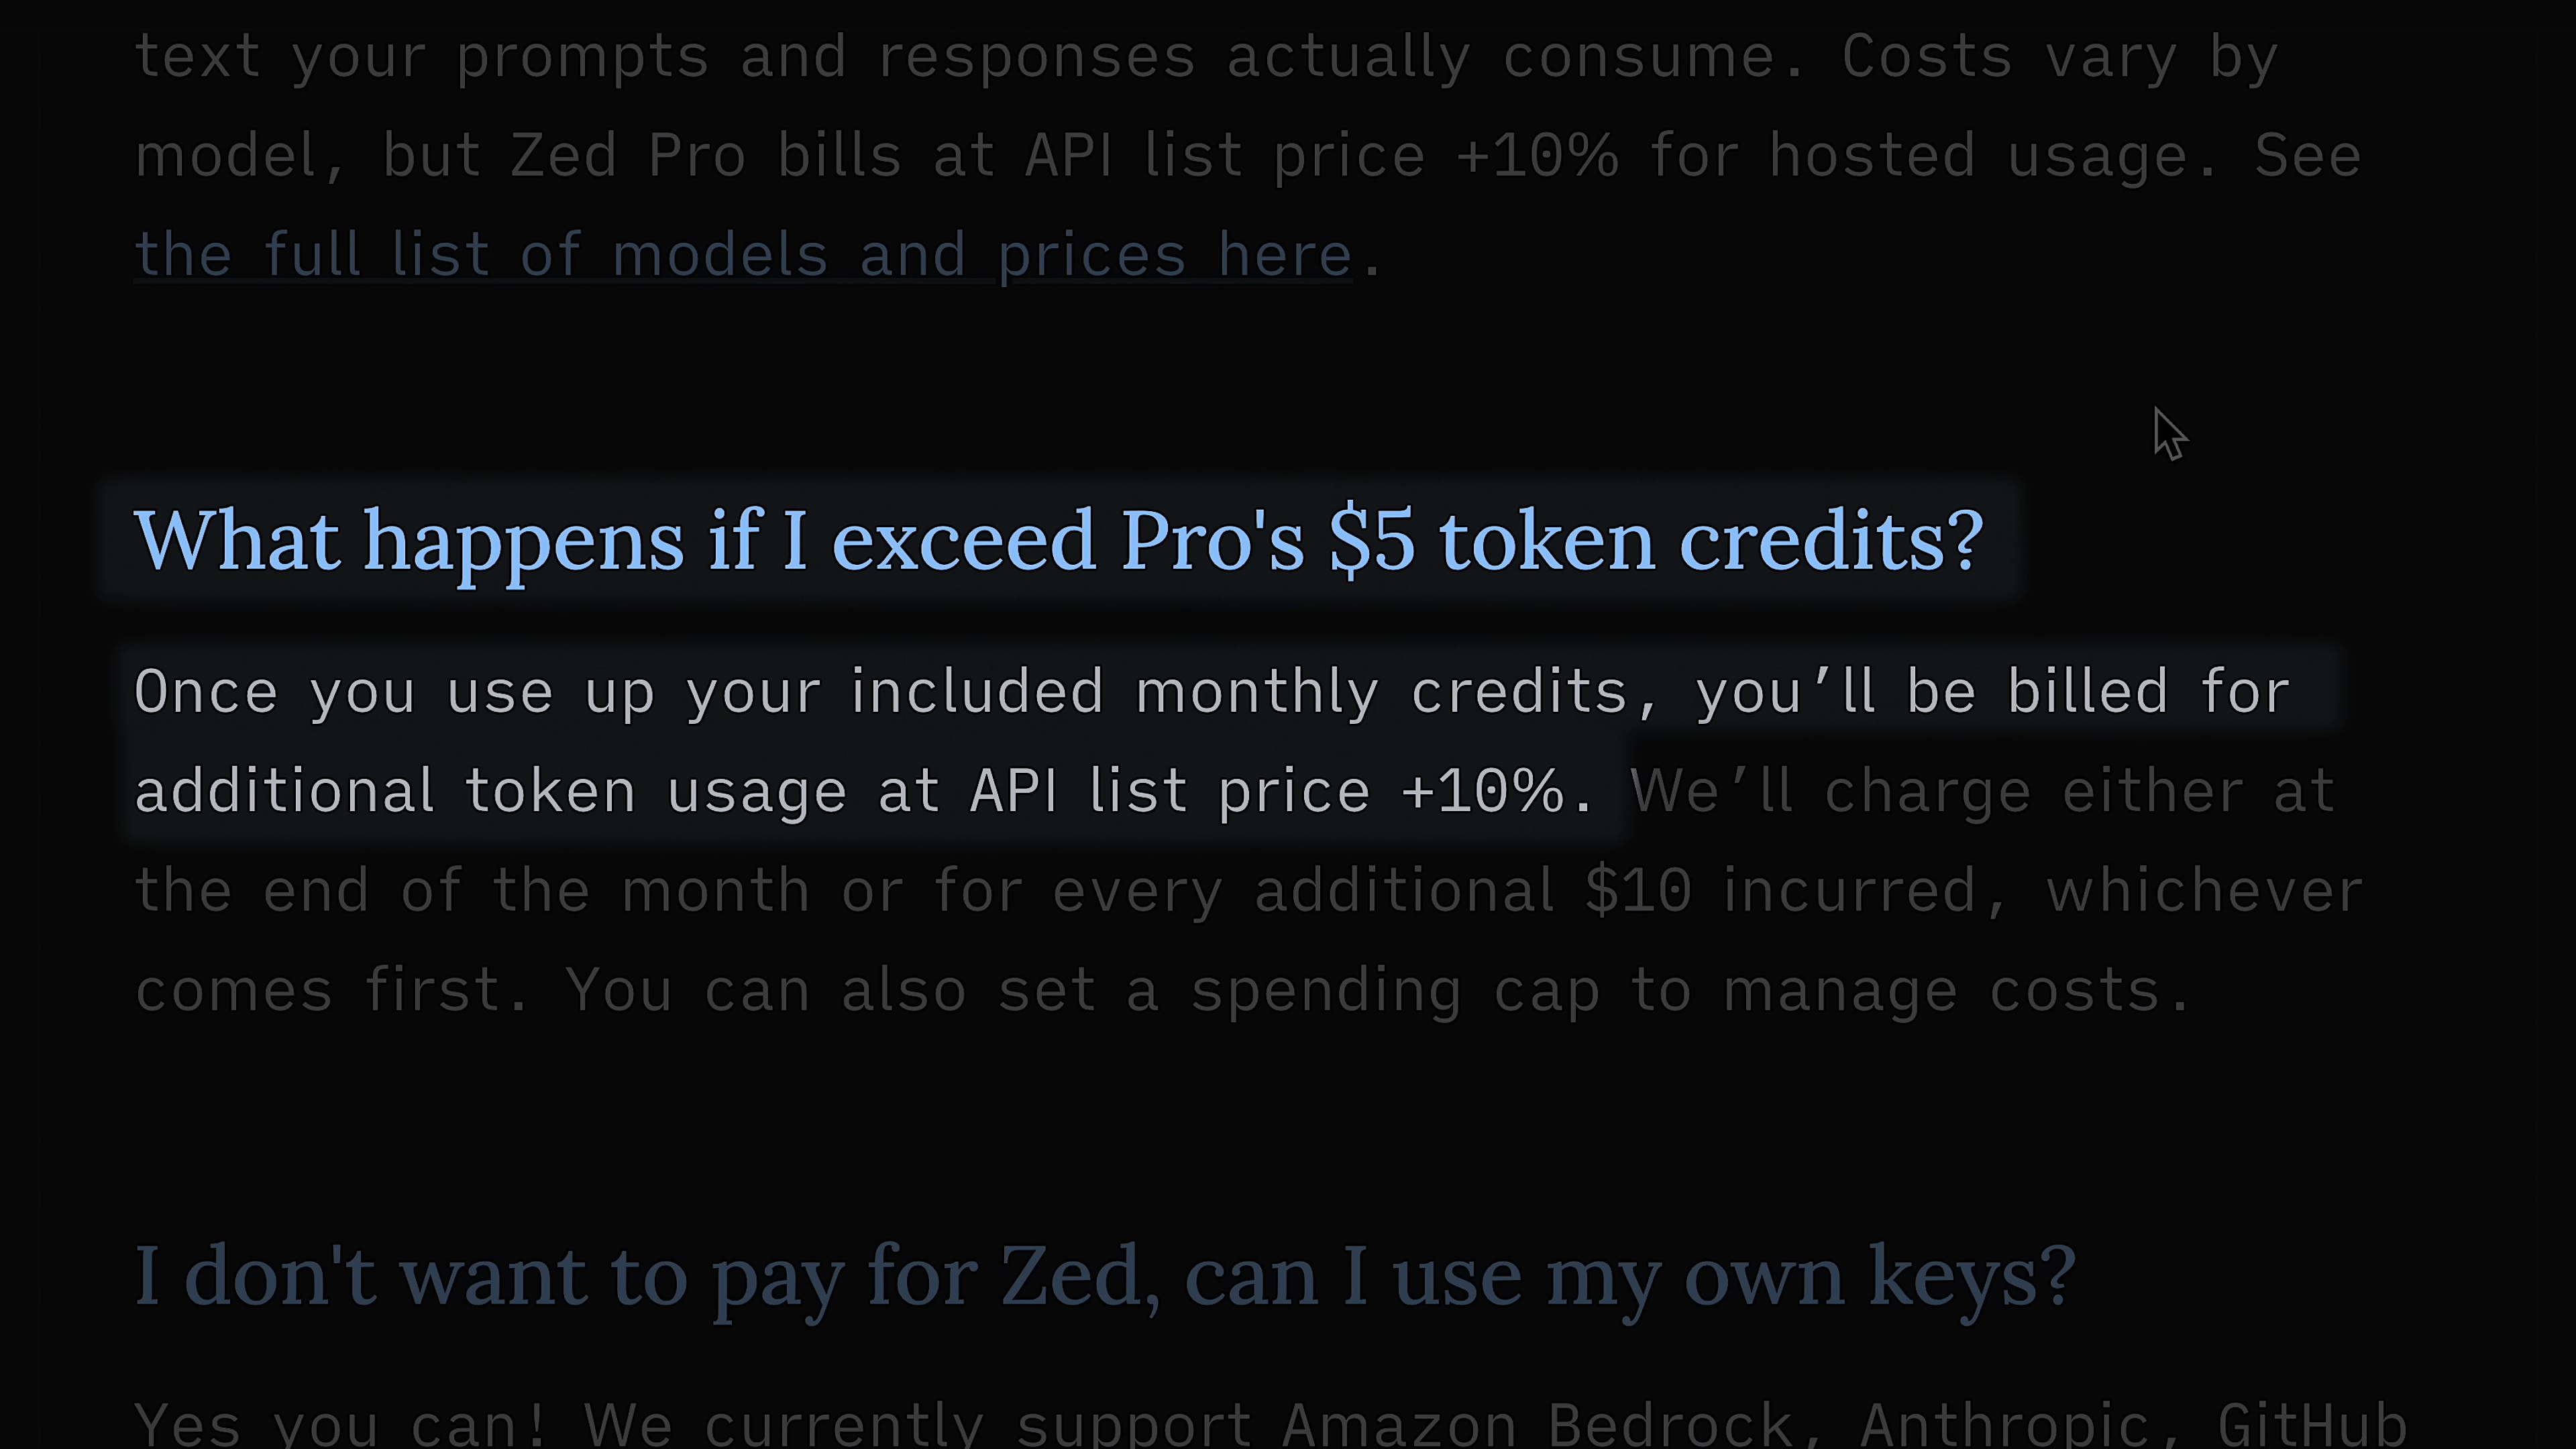 text your prompts and responses actually consume. Costs vary by
model, but Zed Pro bills at API list price +10% for hosted usage. See
the full list of models and prices here.
What happens if I exceed Pro's $5 token credits?
Once you use up your included monthly credits, you’ll be billed for
additional token usage at API list price +10%. We’ll charge either at
the end of the month or for every additional $10 incurred, whichever
comes first. You can also set a spending cap to manage costs.
I don't want to pay for Zed, can I use my own keys?
Yes you can! We currently support Amazon Bedrock, Anthropic, GitHub